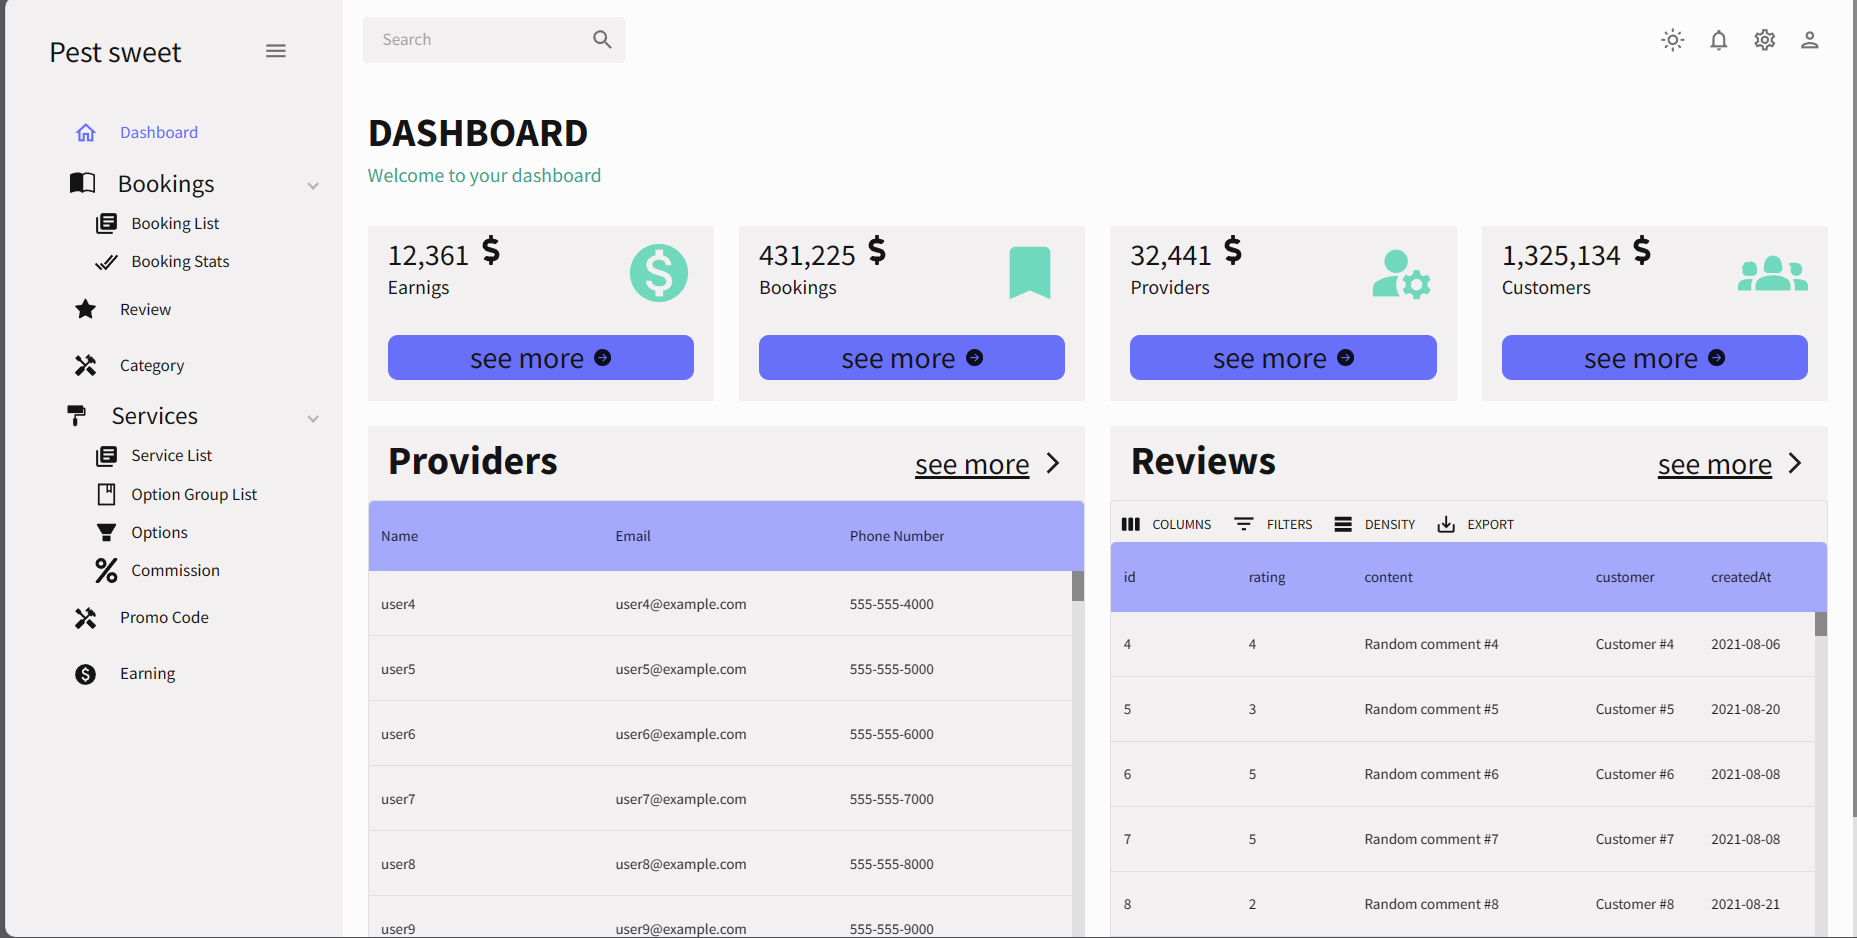 Pest sweet
Dashboard
Bookings
Booking List
Booking Stats
Review
Category
Services
Service List
Option Group List
Options
Commission
Promo Code
Earning
Search
DASHBOARD
Welcome to your dashboard
12,361 $
Earnigs
see more
431,225 $
Bookings
see more
32,441 $
Providers
see more
1,325,134 $
Customers
see more
Providers see more
Name Email Phone Number
user4 user4@example.com 555-555-4000
user5 user5@example.com 555-555-5000
user6 user6@example.com 555-555-6000
user7 user7@example.com 555-555-7000
user8 user8@example.com 555-555-8000
user9 user9@example.com 555-555-9000
Reviews see more
COLUMNS FILTERS DENSITY EXPORT
id rating content customer createdAt
4 4 Random comment #4 Customer #4 2021-08-06
5 3 Random comment #5 Customer #5 2021-08-20
6 5 Random comment #6 Customer #6 2021-08-08
7 5 Random comment #7 Customer #7 2021-08-08
8 2 Random comment #8 Customer #8 2021-08-21